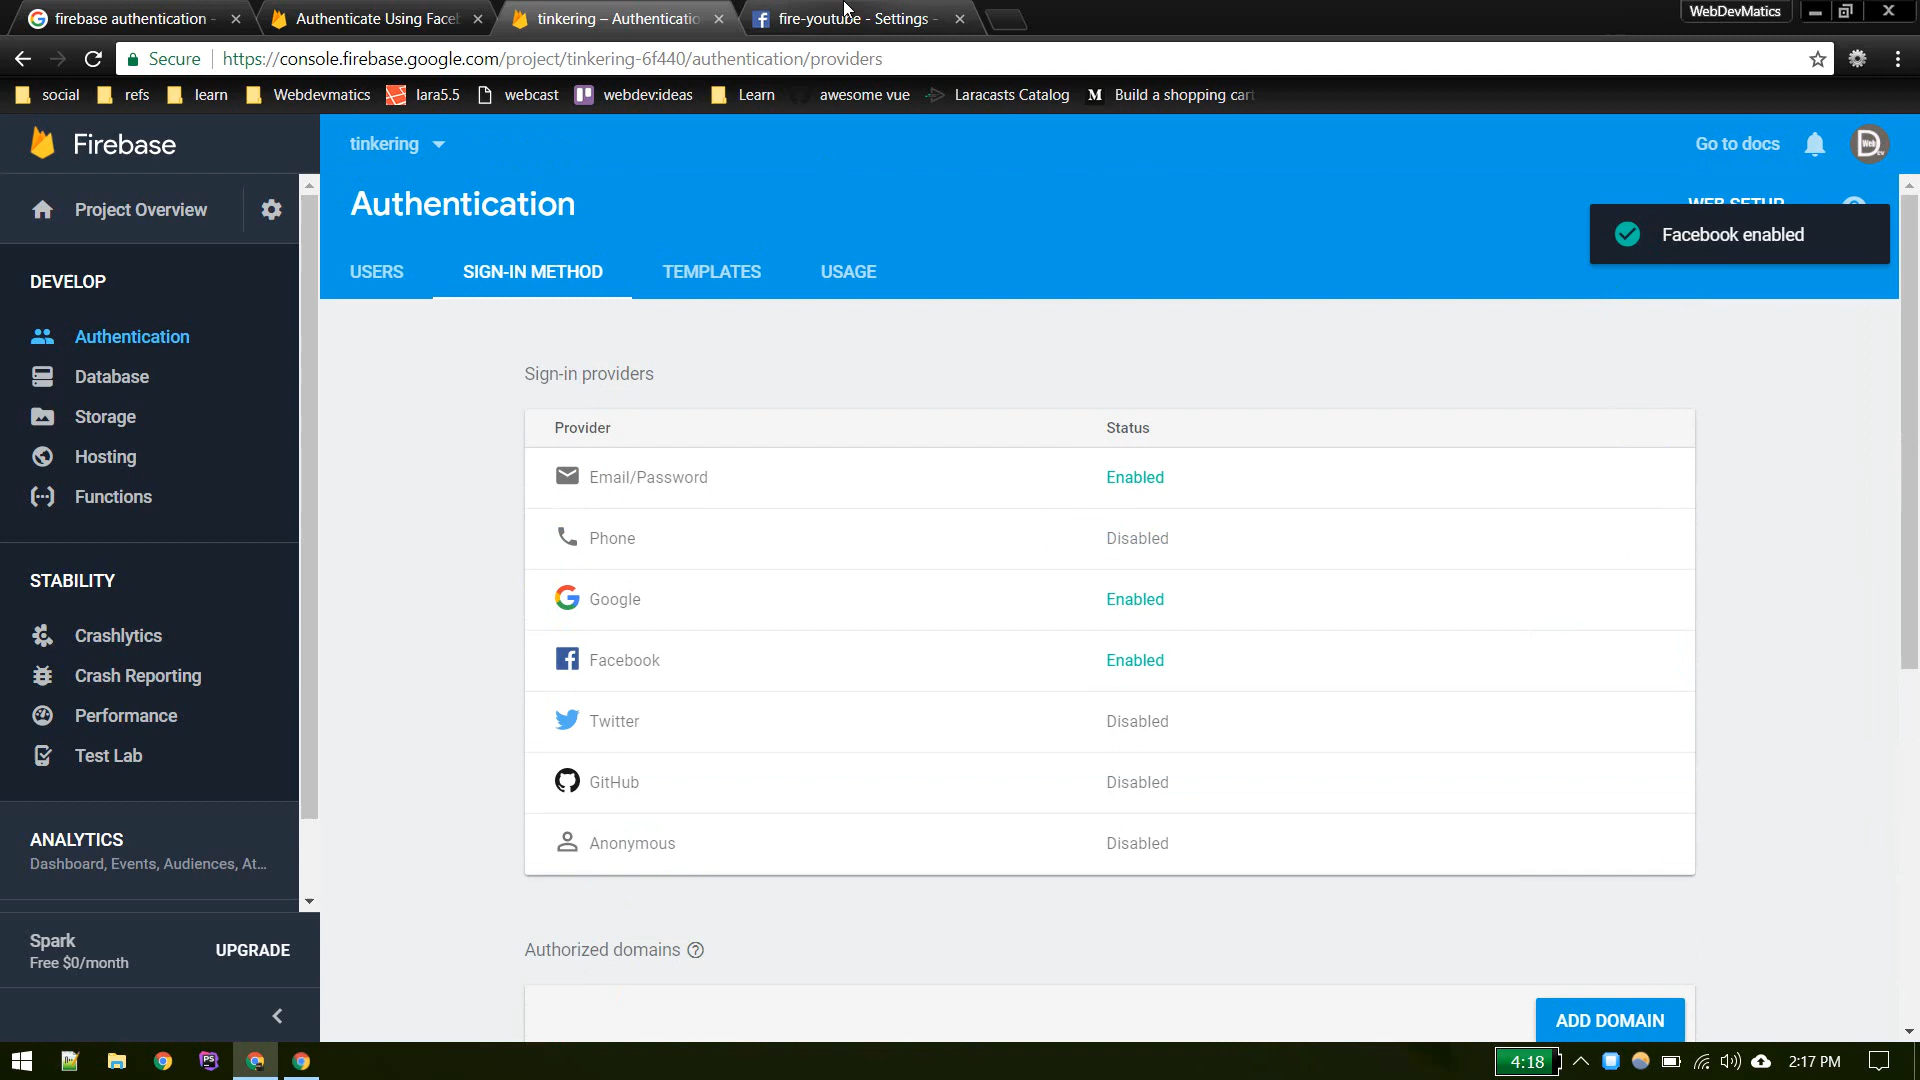 firebase authentication -
Authenticate Using Faceb
tinkering – Authenticatio
fire-youtube - Settings -
WebDevMatics
Secure
https://console.firebase.google.com/project/tinkering-6f440/authentication/providers
social
refs
learn
Webdevmatics
lara5.5
webcast
webdev:ideas
Learn
awesome vue
Laracasts Catalog
M Build a shopping cart
Firebase
tinkering
Go to docs
Project Overview
Authentication
WEB SETUP
Facebook enabled
USERS
SIGN-IN METHOD
TEMPLATES
USAGE
DEVELOP
Authentication
Database
Storage
Hosting
Functions
STABILITY
Crashlytics
Crash Reporting
Performance
Test Lab
ANALYTICS
Dashboard, Events, Audiences, At...
Spark
Free $0/month
UPGRADE
Sign-in providers
Provider Status
Email/Password Enabled
Phone Disabled
Google Enabled
Facebook Enabled
Twitter Disabled
GitHub Disabled
Anonymous Disabled
Authorized domains
ADD DOMAIN
4:18
2:17 PM